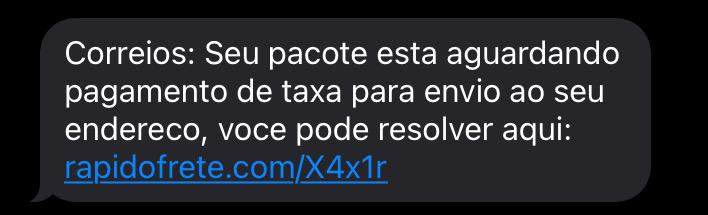 Correios: Seu pacote esta aguardando
pagamento de taxa para envio ao seu
endereco, voce pode resolver aqui:
rapidofrete.com/X4x1r